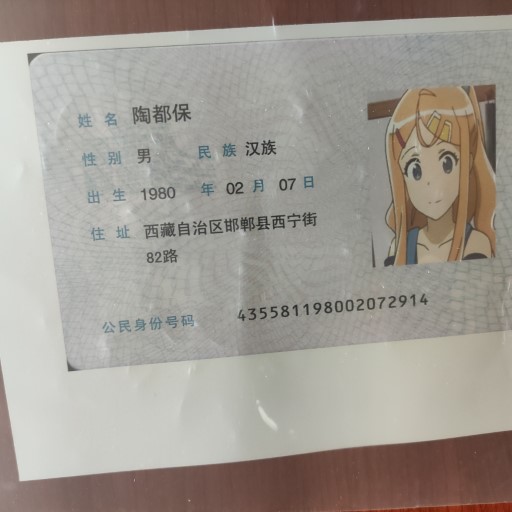 姓名 陶都保
性别 男 民族 汉族
出生 1980 年 02 月 07 日
住址 西藏自治区邯郸县西宁街
82路
公民身份号码 435581198002072914